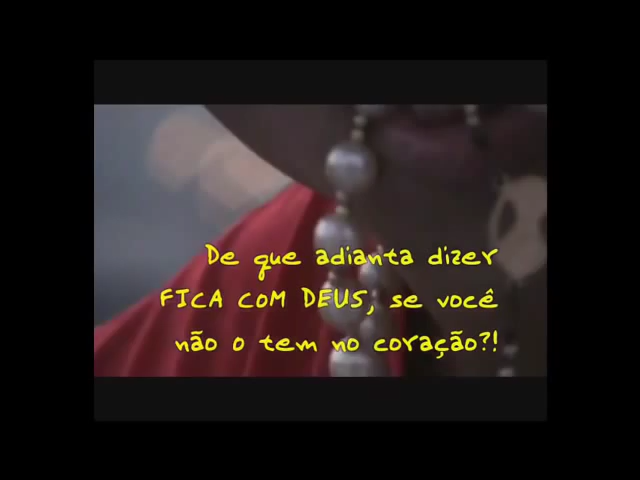 De que adianta dizer
FICA COM DEUS, se você
não o tem no coração?!